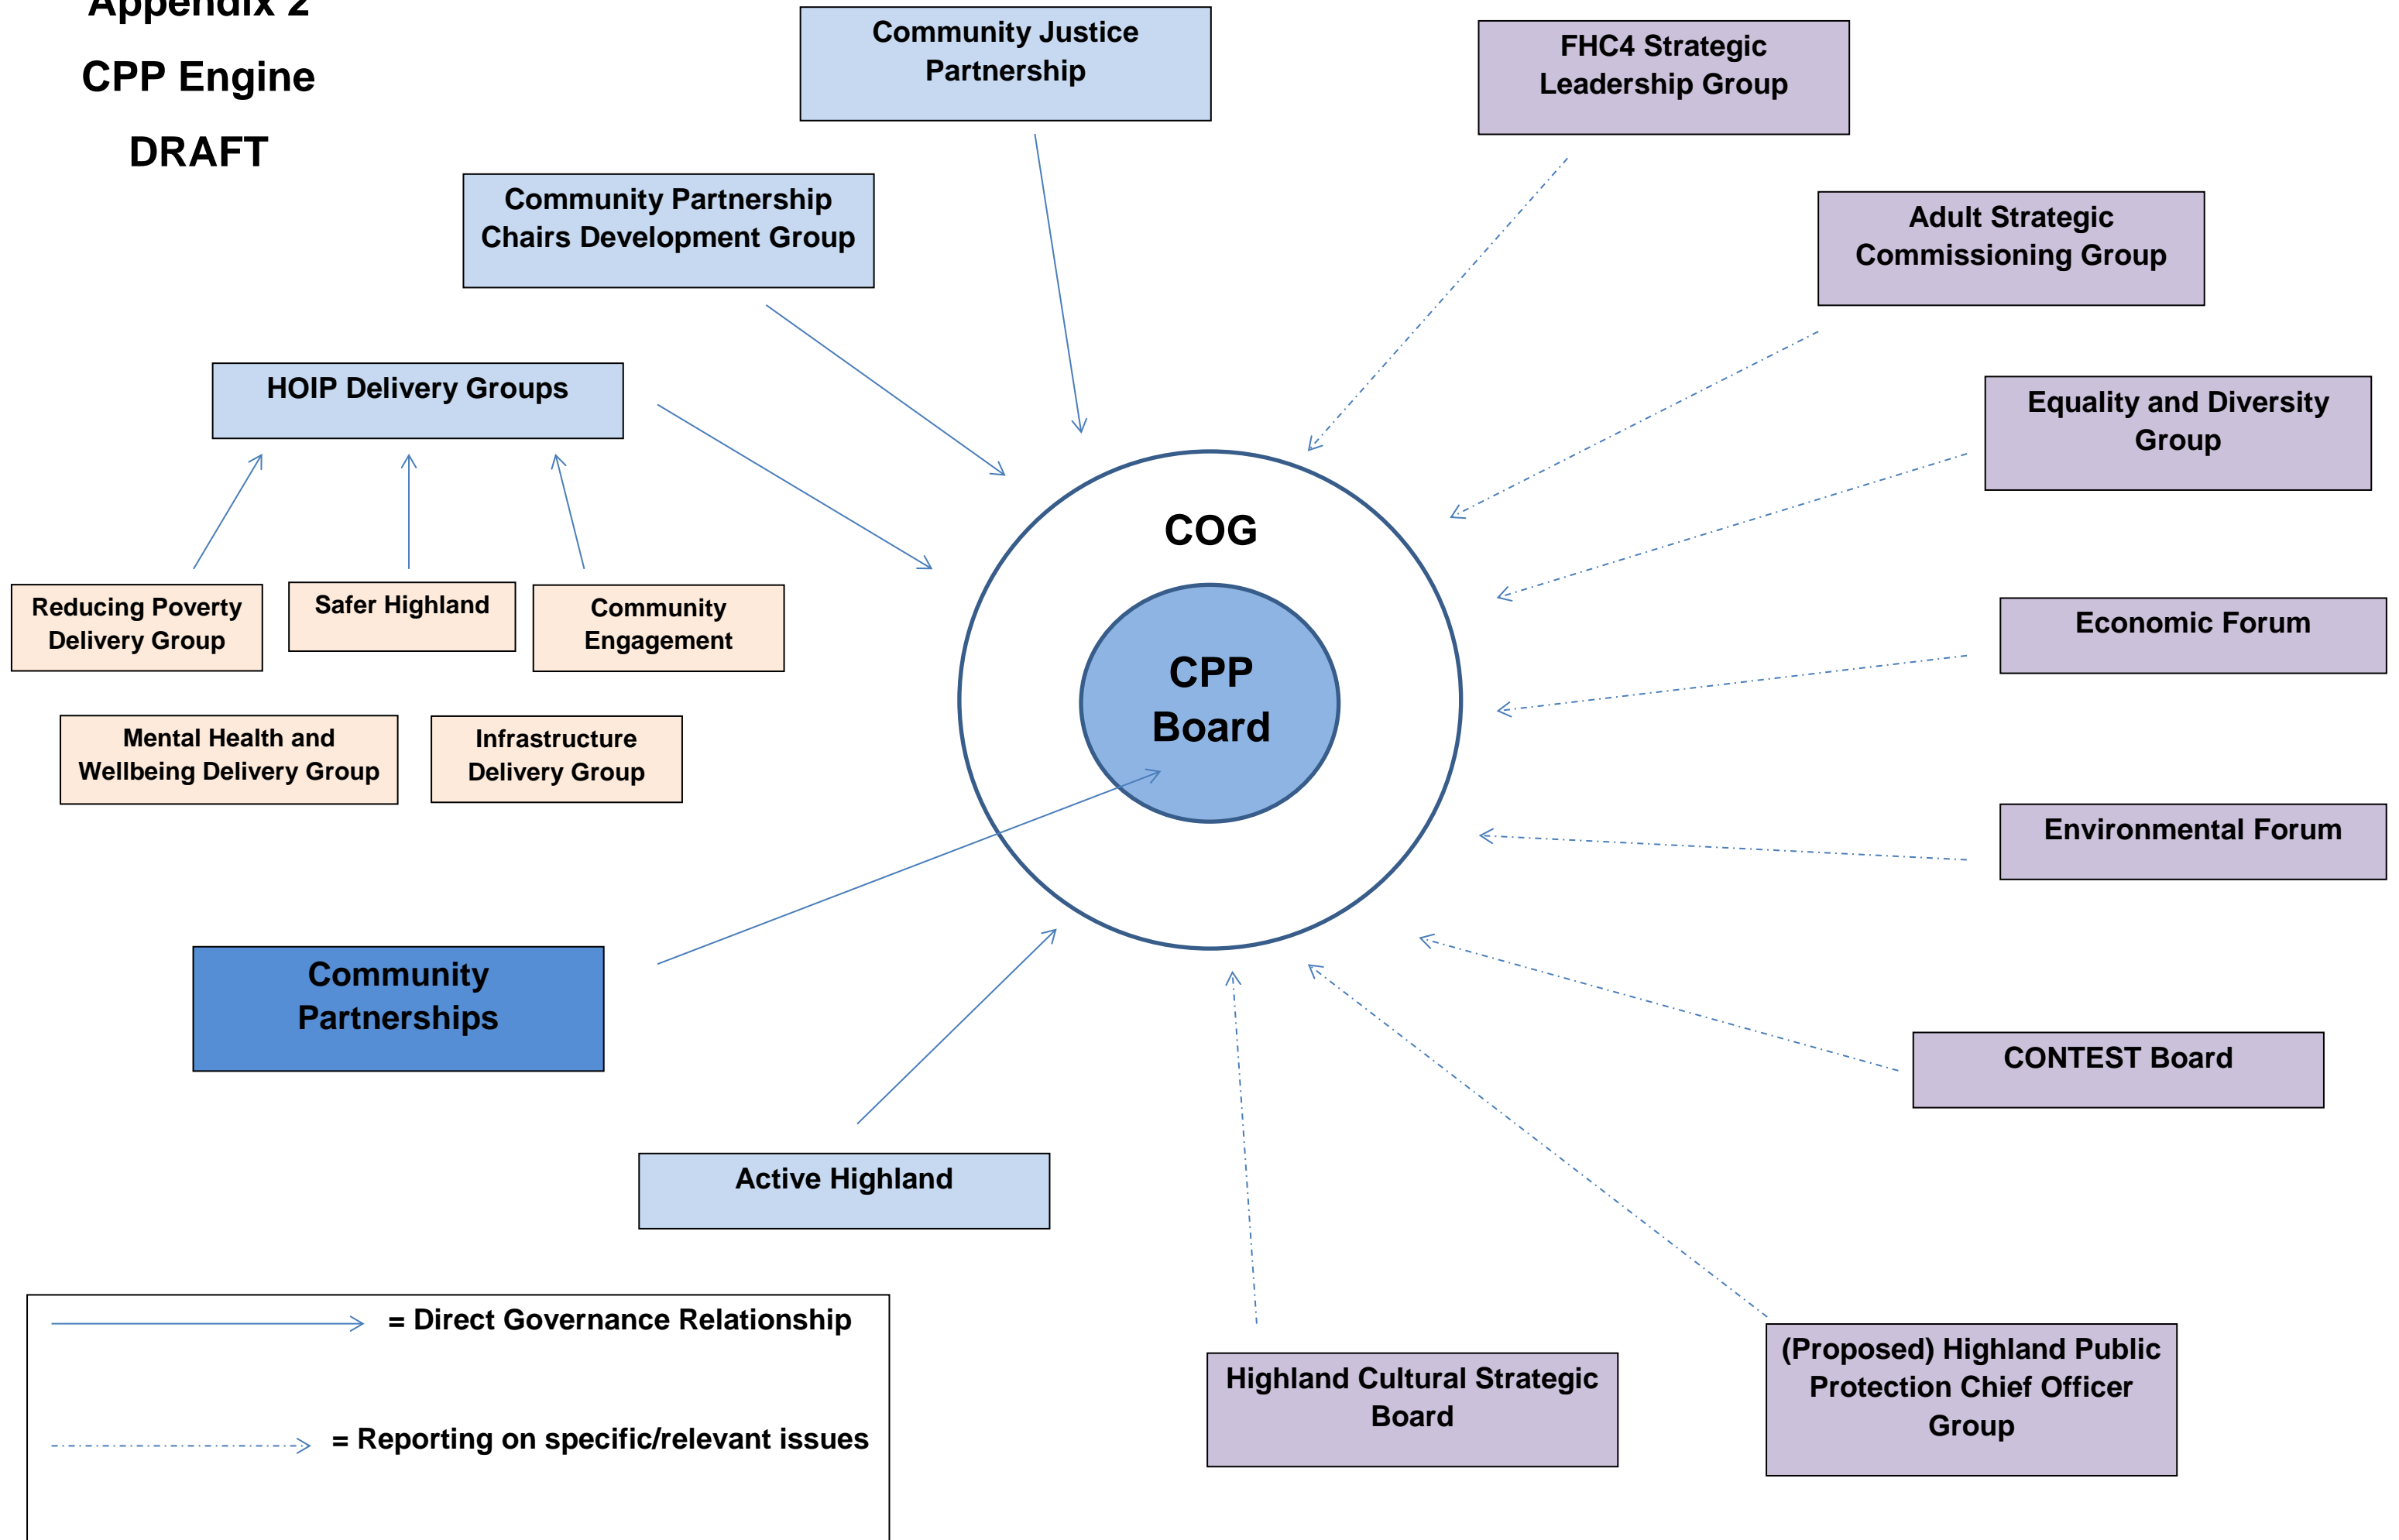 Appendix 2
CPP Engine
DRAFT
Community Justice
Partnership
FHC4 Strategic
Leadership Group
Community Partnership
Chairs Development Group
Adult Strategic
Commissioning Group
HOIP Delivery Groups
Equality and Diversity
Group
COG
Reducing Poverty
Delivery Group
Safer Highland
Community
Engagement
Economic Forum
CPP
Board
Mental Health and
Wellbeing Delivery Group
Infrastructure
Delivery Group
Environmental Forum
Community
Partnerships
CONTEST Board
Active Highland
= Direct Governance Relationship
= Reporting on specific/relevant issues
Highland Cultural Strategic
Board
(Proposed) Highland Public
Protection Chief Officer
Group